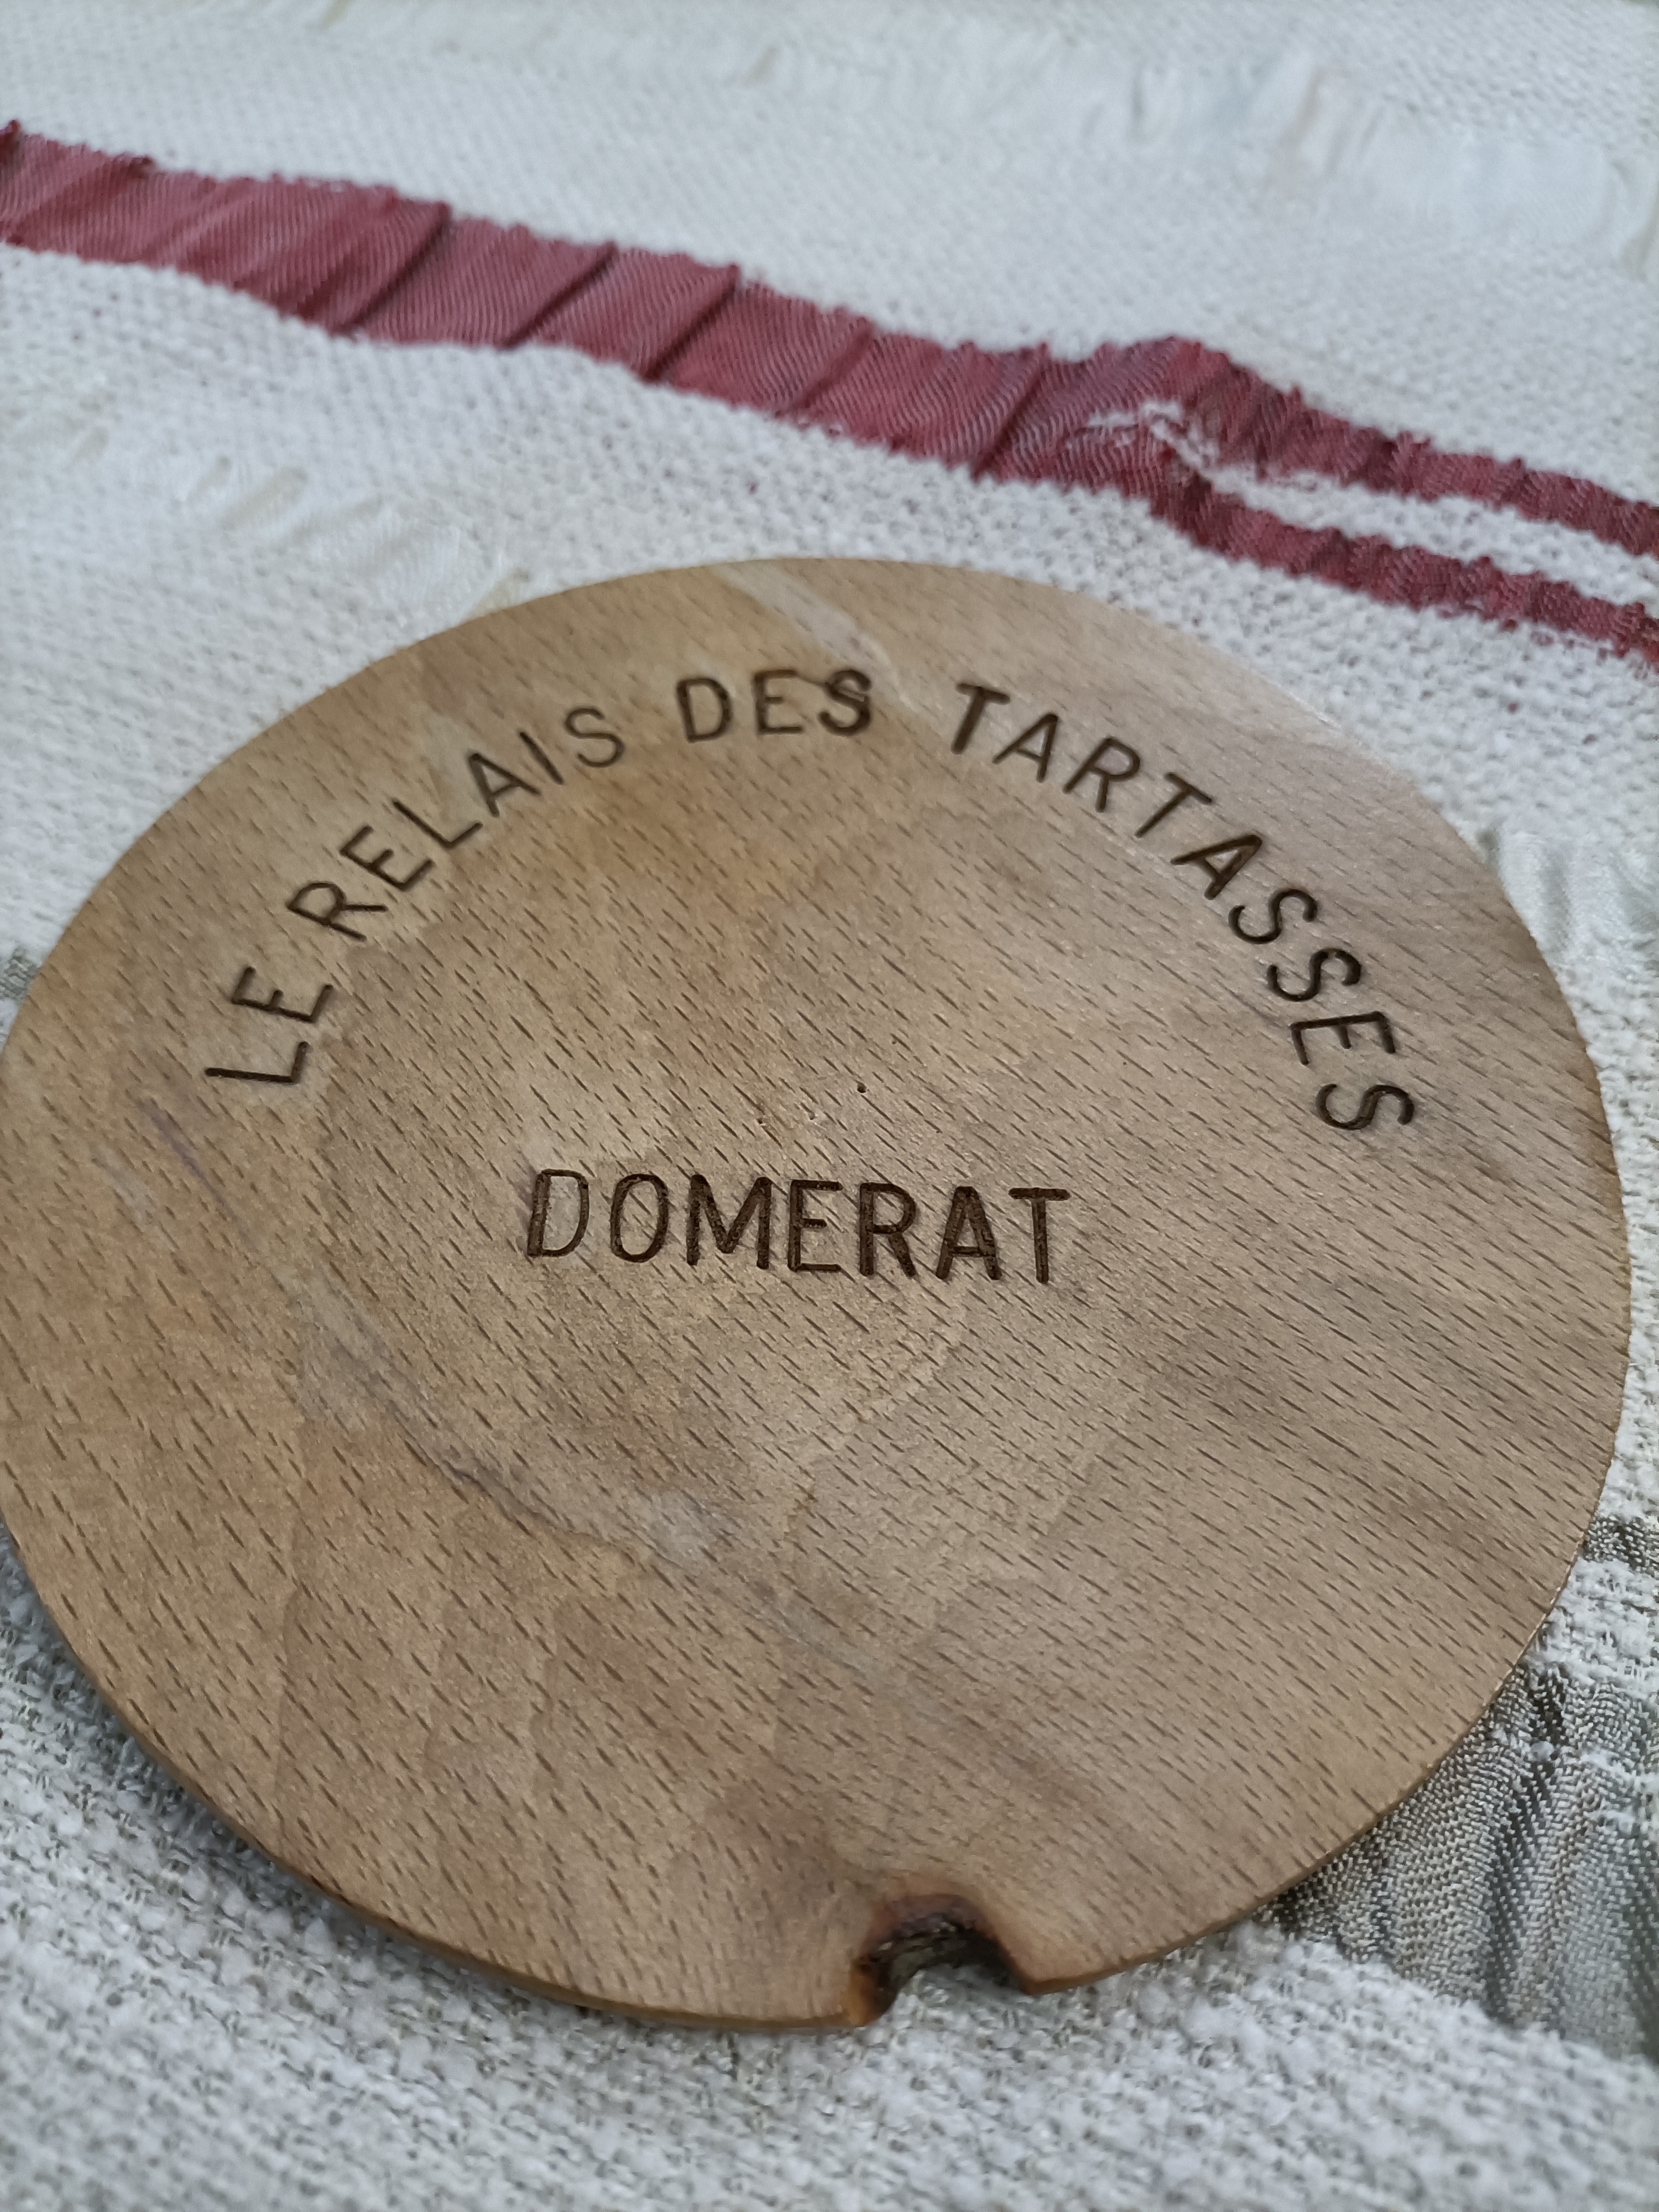 LE RELAIS DES TARTASSES
DOMERAT